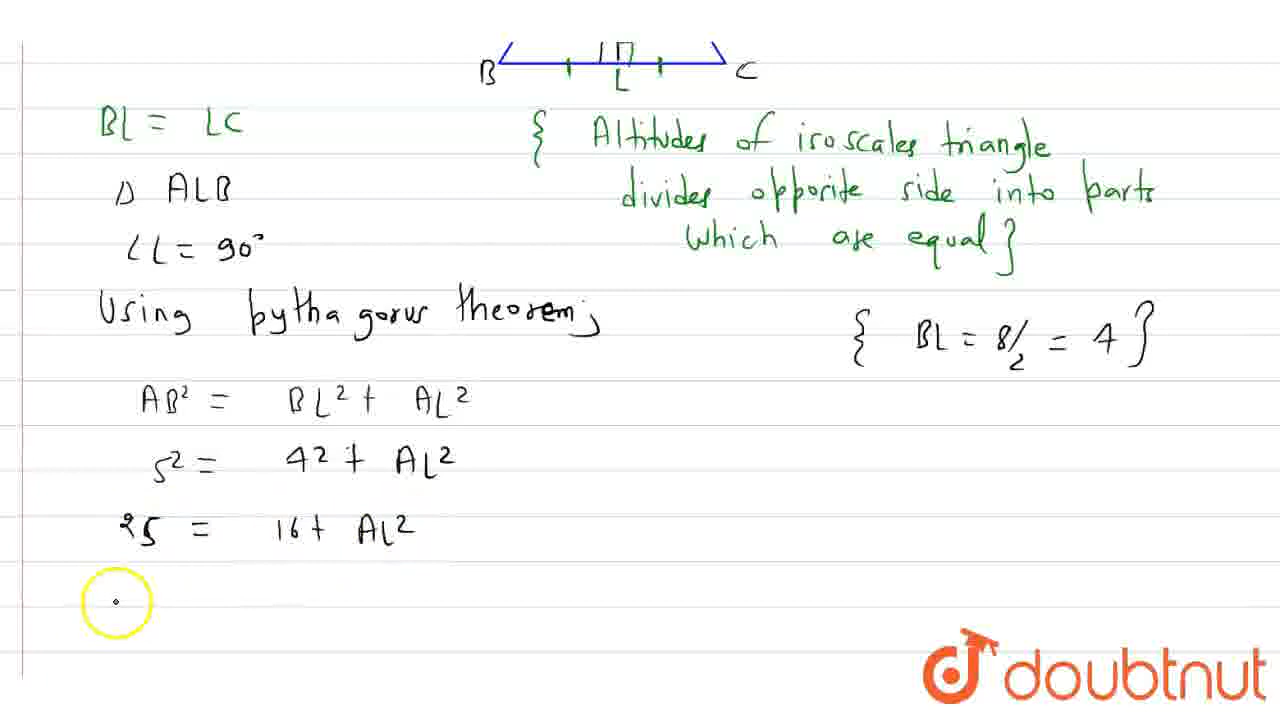 B L C
BL = LC
{ Altitudes of isoscales triangle
divides opposite side into parts
which are equal }
Δ ALB
∠L = 90°
Using pythagorus theorem;
{ BL = 8/2 = 4 }
AB² = BL² + AL²
5² = 4² + AL²
25 = 16 + AL²
doubtnut